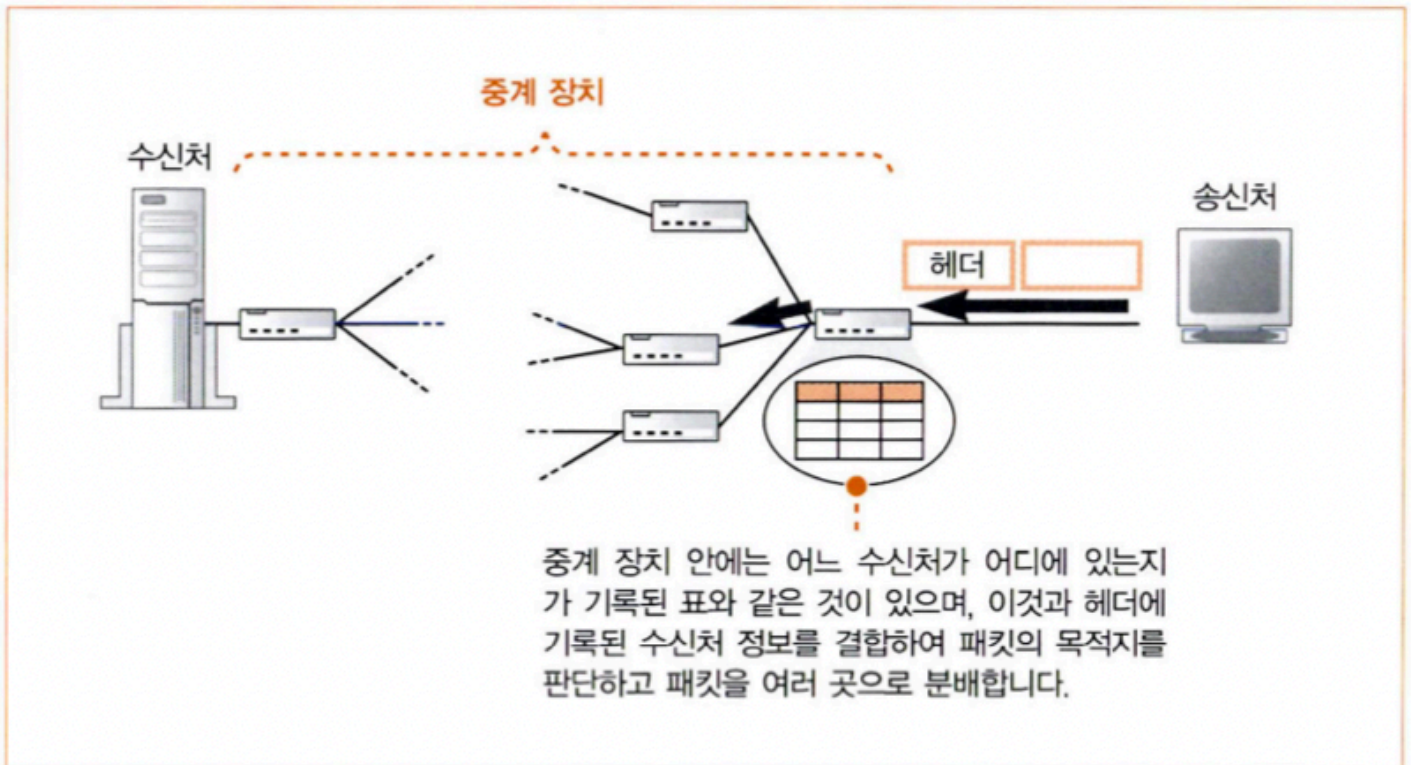 중계 장치
수신처
송신처
헤더
중계 장치 안에는 어느 수신처가 어디에 있는지
가 기록된 표와 같은 것이 있으며, 이것과 헤더에
기록된 수신처 정보를 결합하여 패킷의 목적지를
판단하고 패킷을 여러 곳으로 분배합니다.